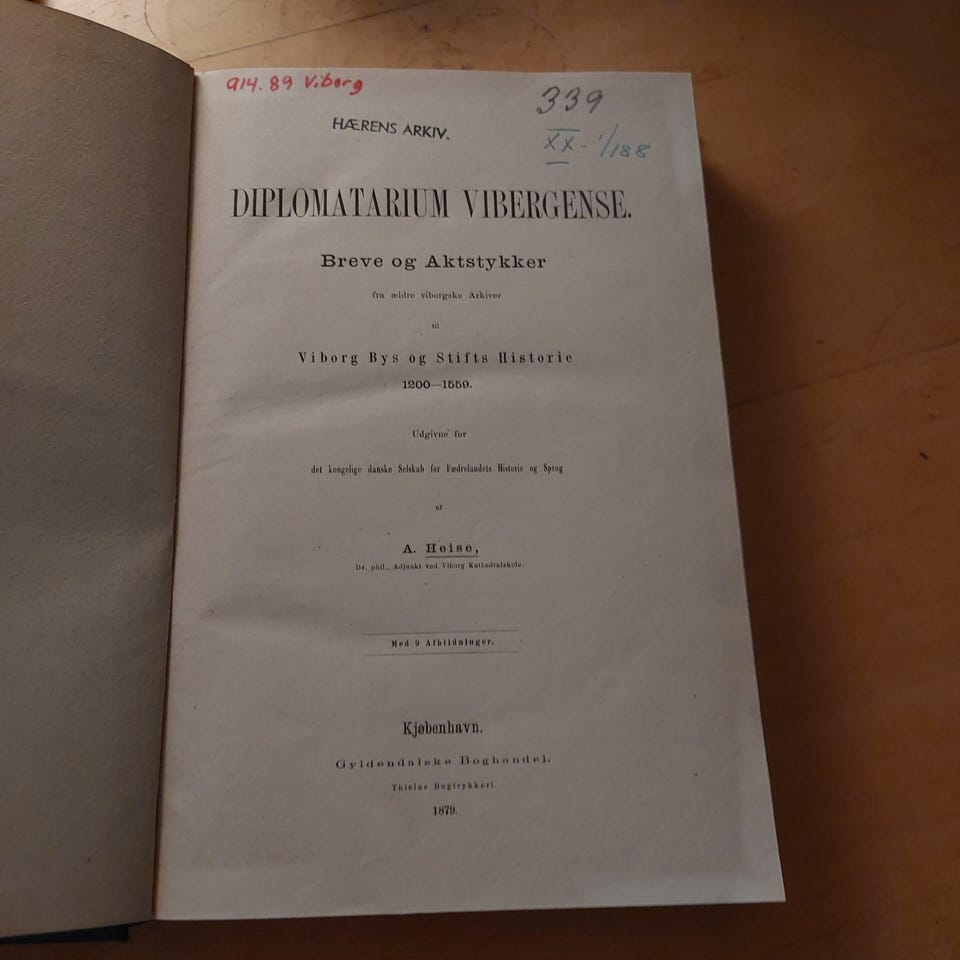 914.89 Viborg
339
HÆRENS ARKIV.
XX-1/188
DIPLOMATARIUM VIBERGENSE.
Breve og Aktstykker
fra ældre viborgske Arkiver
til
Viborg Bys og Stifts Historie
1200—1559.
Udgivne for
det kongelige danske Selskab for Fædrelandets Historie og Sprog
af
A. Heise,
Dr. phil., Adjunkt ved Viborg Kathedralskole.
Med 9 Afbildninger.
Kjøbenhavn.
Gyldendalske Boghandel.
Thieles Bogtrykkeri.
1879.